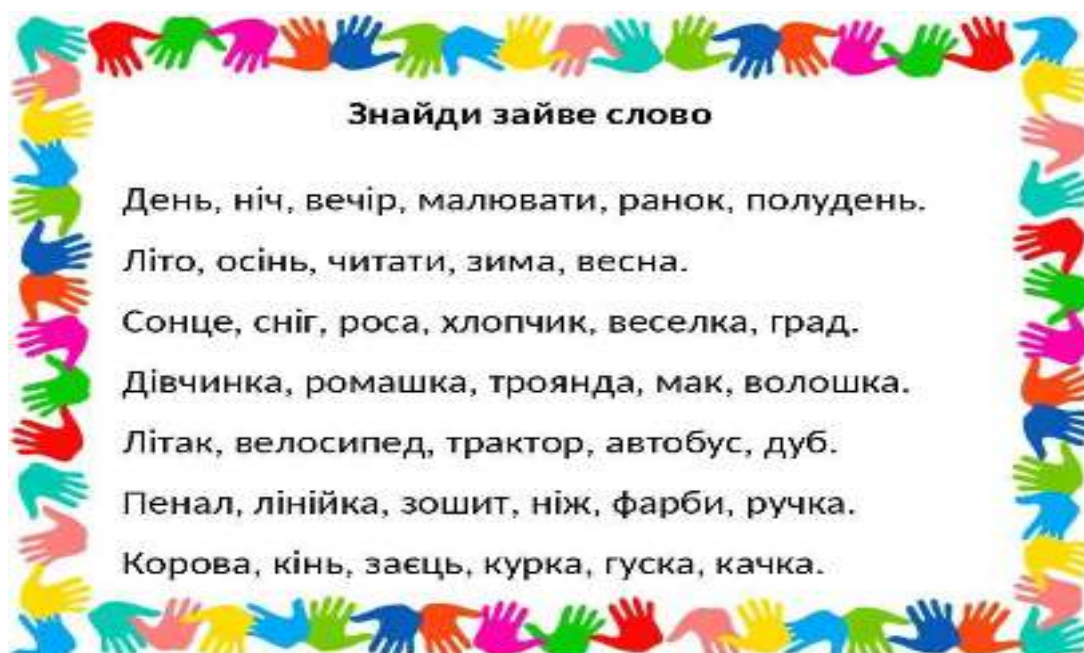 Знайди зайве слово
День, ніч, вечір, малювати, ранок, полудень.
Літо, осінь, читати, зима, весна.
Сонце, сніг, роса, хлопчик, веселка, град.
Дівчинка, ромашка, троянда, мак, волошка.
Літак, велосипед, трактор, автобус, дуб.
Пенал, лінійка, зошит, ніж, фарби, ручка.
Корова, кінь, заєць, курка, гуска, качка.